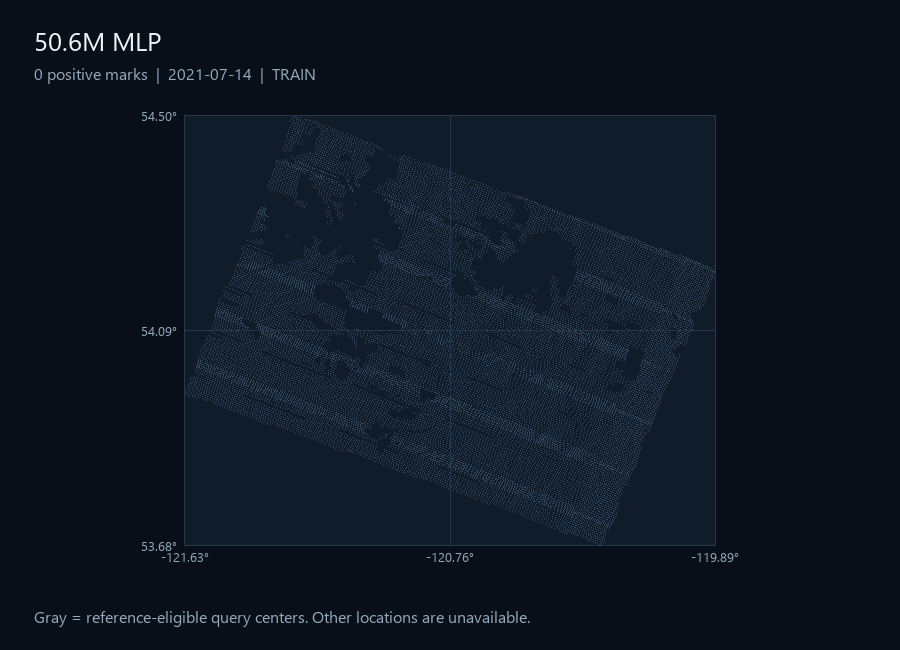 50.6M MLP
0 positive marks | 2021-07-14 | TRAIN
54.50°
54.09°
53.68°
-121.63°
-120.76°
-119.89°
Gray = reference-eligible query centers. Other locations are unavailable.